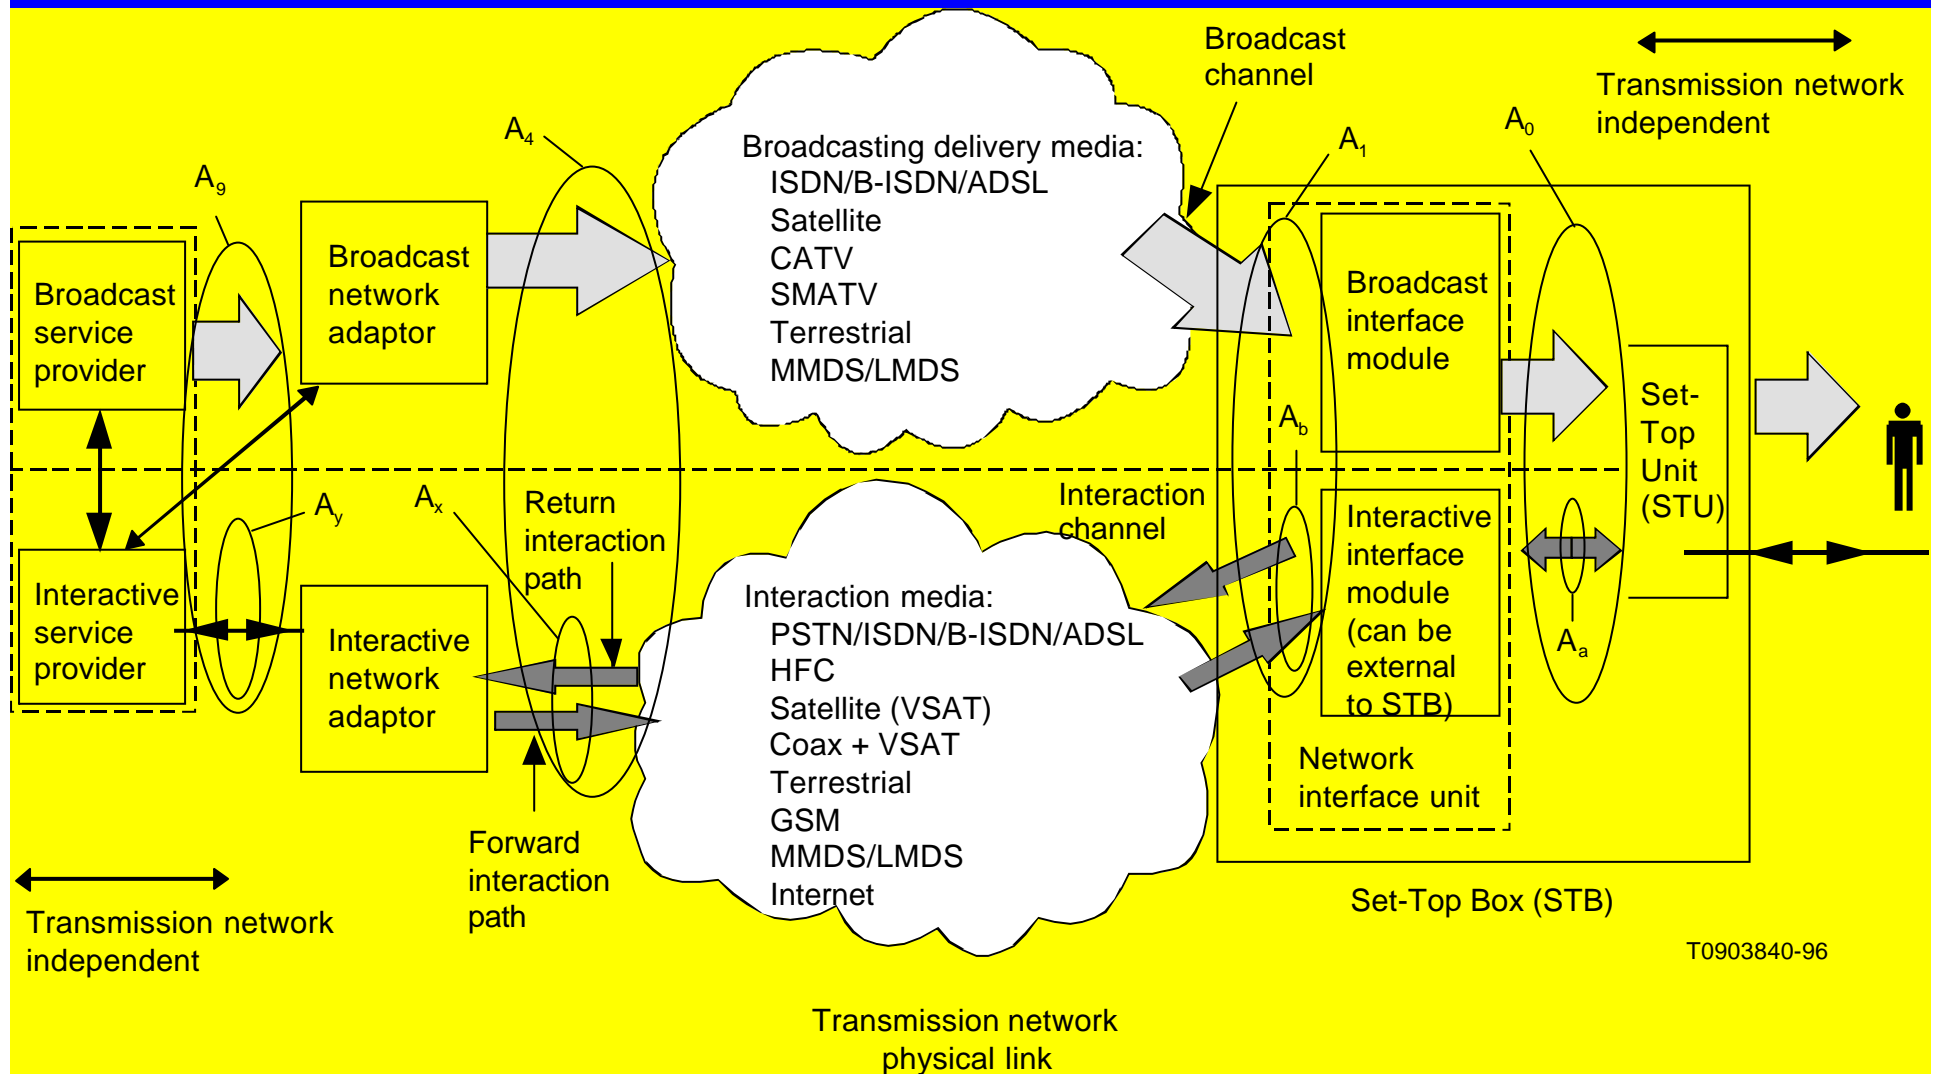 Broadcast
channel
Transmission network
independent
A4
A1
A0
A9
Broadcasting delivery media:
ISDN/B-ISDN/ADSL
Satellite
CATV
SMATV
Terrestrial
MMDS/LMDS
Broadcast
service
provider
Broadcast
network
adaptor
Broadcast
interface
module
Set-
Top
Unit
(STU)
Ab
Ay
Ax
Return
interaction
path
Interaction
channel
Interactive
service
provider
Interactive
network
adaptor
Interaction media:
PSTN/ISDN/B-ISDN/ADSL
HFC
Satellite (VSAT)
Coax + VSAT
Terrestrial
GSM
MMDS/LMDS
Internet
Interactive
interface
module
(can be
external
to STB)
Aa
Network
interface unit
Forward
interaction
path
Set-Top Box (STB)
Transmission network
independent
T0903840-96
Transmission network
physical link